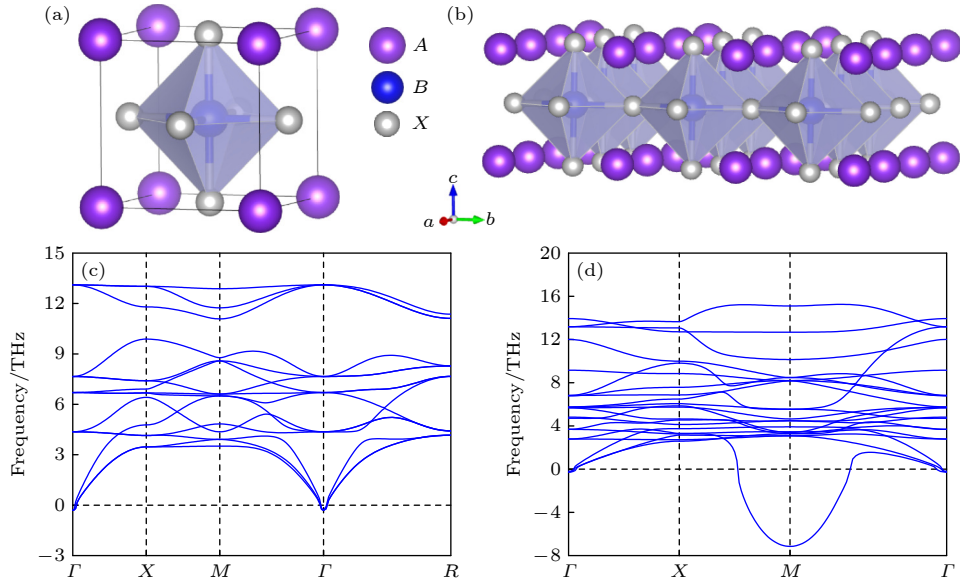 (a)
A
B
X
(b)
c
a
b
(c)
Frequency/THz
15
12
9
6
3
0
−3
Γ X M Γ R
(d)
Frequency/THz
20
16
12
8
4
0
−4
−8
Γ X M Γ